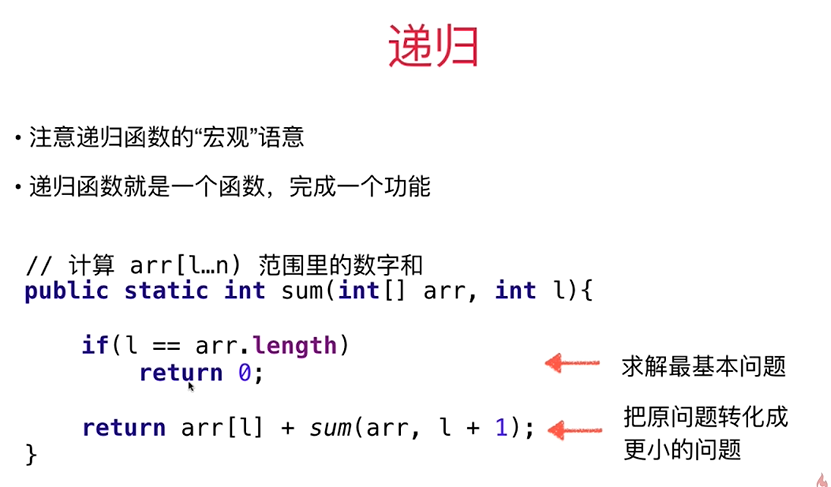 递归
• 注意递归函数的“宏观”语意
• 递归函数就是一个函数，完成一个功能
// 计算 arr[l…n) 范围里的数字和
public static int sum(int[] arr, int l){
if(l == arr.length)
return 0;
求解最基本问题
return arr[l] + sum(arr, l + 1);
把原问题转化成
更小的问题
}